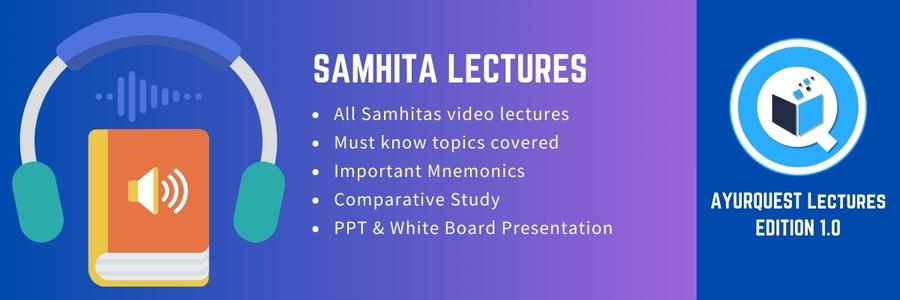 SAMHITA LECTURES
• All Samhitas video lectures
• Must know topics covered
• Important Mnemonics
• Comparative Study
• PPT & White Board Presentation
AYURQUEST Lectures
EDITION 1.0